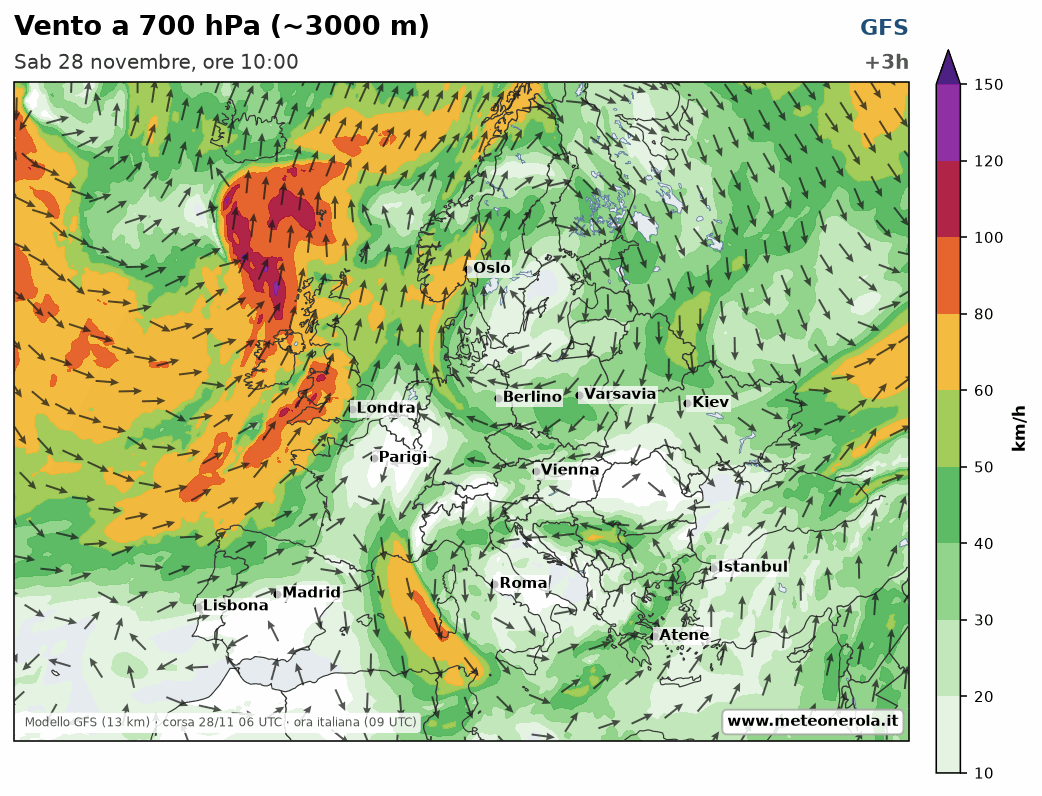 Vento a 700 hPa (~3000 m)
GFS
Sab 28 novembre, ore 10:00
+3h
150
120
100
80
60
50
40
30
20
10
km/h
Oslo
Berlino
Varsavia
Kiev
Londra
Parigi
Vienna
Istanbul
Roma
Madrid
Lisbona
Atene
Modello GFS (13 km) · corsa 28/11 06 UTC · ora italiana (09 UTC)
www.meteonerola.it